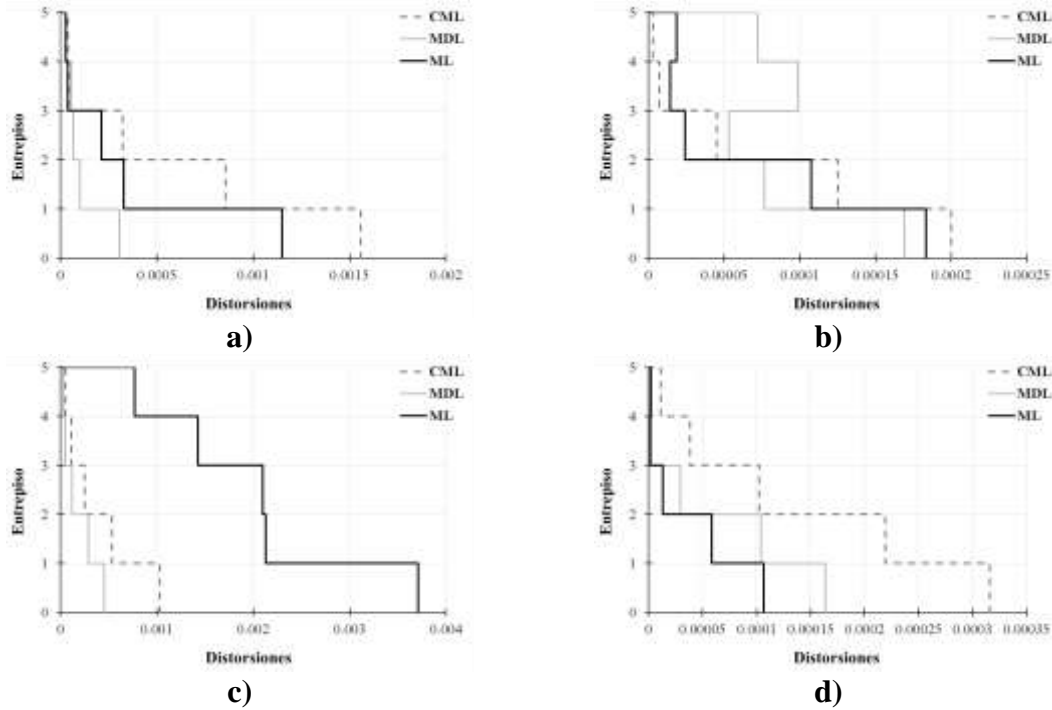 5
4
3
2
1
0
Entrepiso
CML
MDL
ML
0 0.0005 0.001 0.0015 0.002
Distorsiones
a)
5
4
3
2
1
0
Entrepiso
CML
MDL
ML
0 0.00005 0.0001 0.00015 0.0002 0.00025
Distorsiones
b)
5
4
3
2
1
0
Entrepiso
CML
MDL
ML
0 0.001 0.002 0.003 0.004
Distorsiones
c)
5
4
3
2
1
0
Entrepiso
CML
MDL
ML
0 0.00005 0.0001 0.00015 0.0002 0.00025 0.0003 0.00035
Distorsiones
d)